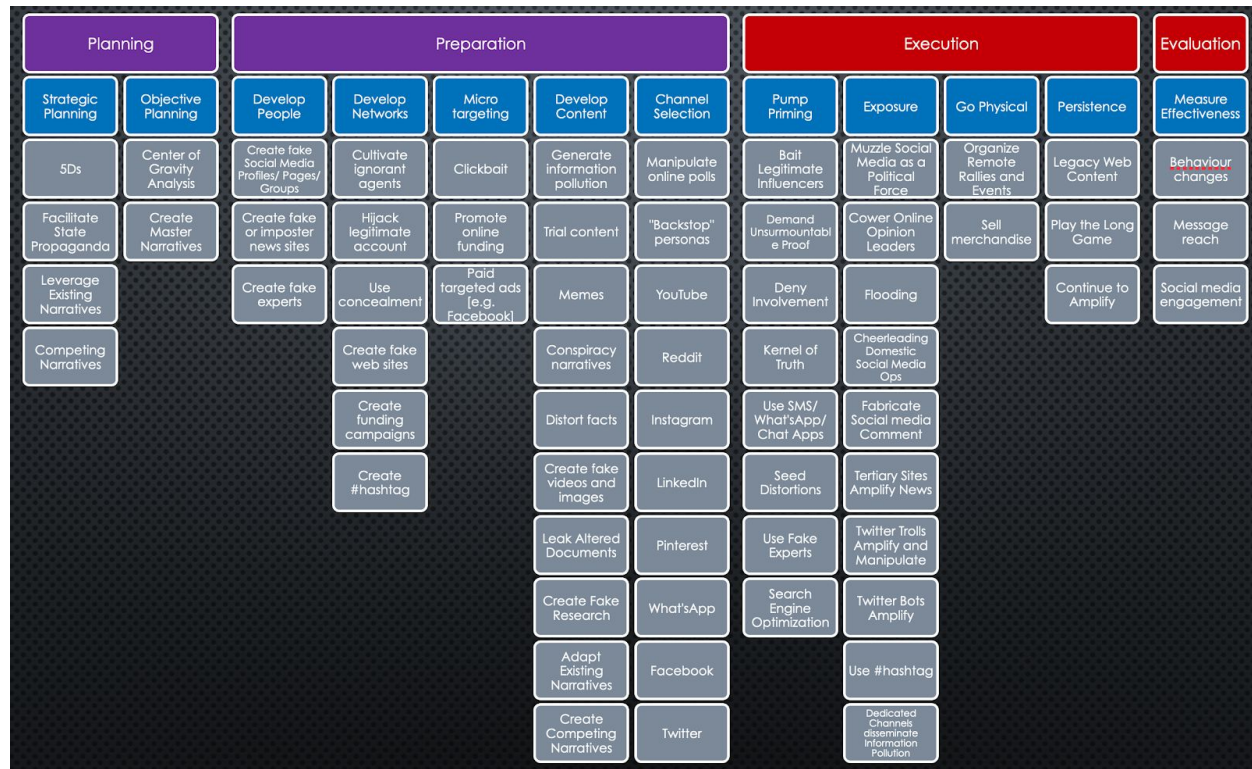 Planning
Preparation
Execution
Evaluation
Strategic
Planning
Objective
Planning
Develop
People
Develop
Networks
Micro
targeting
Develop
Content
Channel
Selection
Pump
Priming
Exposure
Go Physical
Persistence
Measure
Effectiveness
5Ds
Center of
Gravity
Analysis
Create fake
Social Media
Profiles/ Pages/
Groups
Cultivate
ignorant
agents
Clickbait
Generate
information
pollution
Manipulate
online polls
Bait
Legitimate
Influencers
Muzzle Social
Media as a
Political
Force
Organize
Remote
Rallies and
Events
Legacy Web
Content
Behaviour
changes
Facilitate
State
Propaganda
Create
Master
Narratives
Create fake
or imposter
news sites
Hijack
legitimate
account
Promote
online
funding
Trial content
"Backstop"
personas
Demand
Unsurmountabl
e Proof
Cower Online
Opinion
Leaders
Sell
merchandise
Play the Long
Game
Message
reach
Leverage
Existing
Narratives
Create fake
experts
Use
concealment
Paid
targeted ads
[e.g.
Facebook]
Memes
YouTube
Deny
Involvement
Flooding
Continue to
Amplify
Social media
engagement
Competing
Narratives
Create fake
web sites
Conspiracy
narratives
Reddit
Kernel of
Truth
Cheerleading
Domestic
Social Media
Ops
Create
funding
campaigns
Distort facts
Instagram
Use SMS/
What'sApp/
Chat Apps
Fabricate
Social media
Comment
Create
#hashtag
Create fake
videos and
images
LinkedIn
Seed
Distortions
Tertiary Sites
Amplify News
Leak Altered
Documents
Pinterest
Use Fake
Experts
Twitter Trolls
Amplify and
Manipulate
Create Fake
Research
What'sApp
Search
Engine
Optimization
Twitter Bots
Amplify
Adapt
Existing
Narratives
Facebook
Use #hashtag
Create
Competing
Narratives
Twitter
Dedicated
Channels
disseminate
Information
Pollution